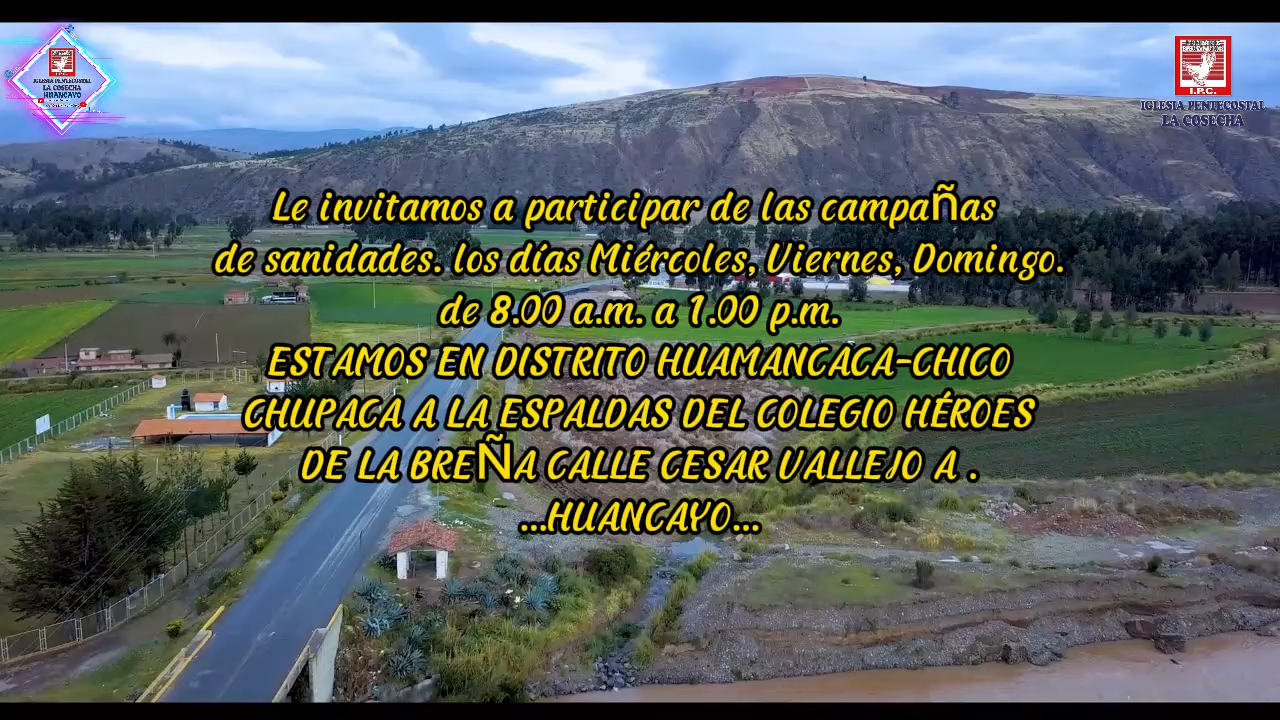 IGLESIA PENTECOSTAL
LA COSECHA
HUANCAYO
I.P.C.
IGLESIA PENTECOSTAL
LA COSECHA
Le invitamos a participar de las campañas
de sanidades. los días Miércoles, Viernes, Domingo.
de 8.00 a.m. a 1.00 p.m.
ESTAMOS EN DISTRITO HUAMANCACA-CHICO
CHUPACA A LA ESPALDAS DEL COLEGIO HÉROES
DE LA BREÑA CALLE CESAR VALLEJO A .
...HUANCAYO...